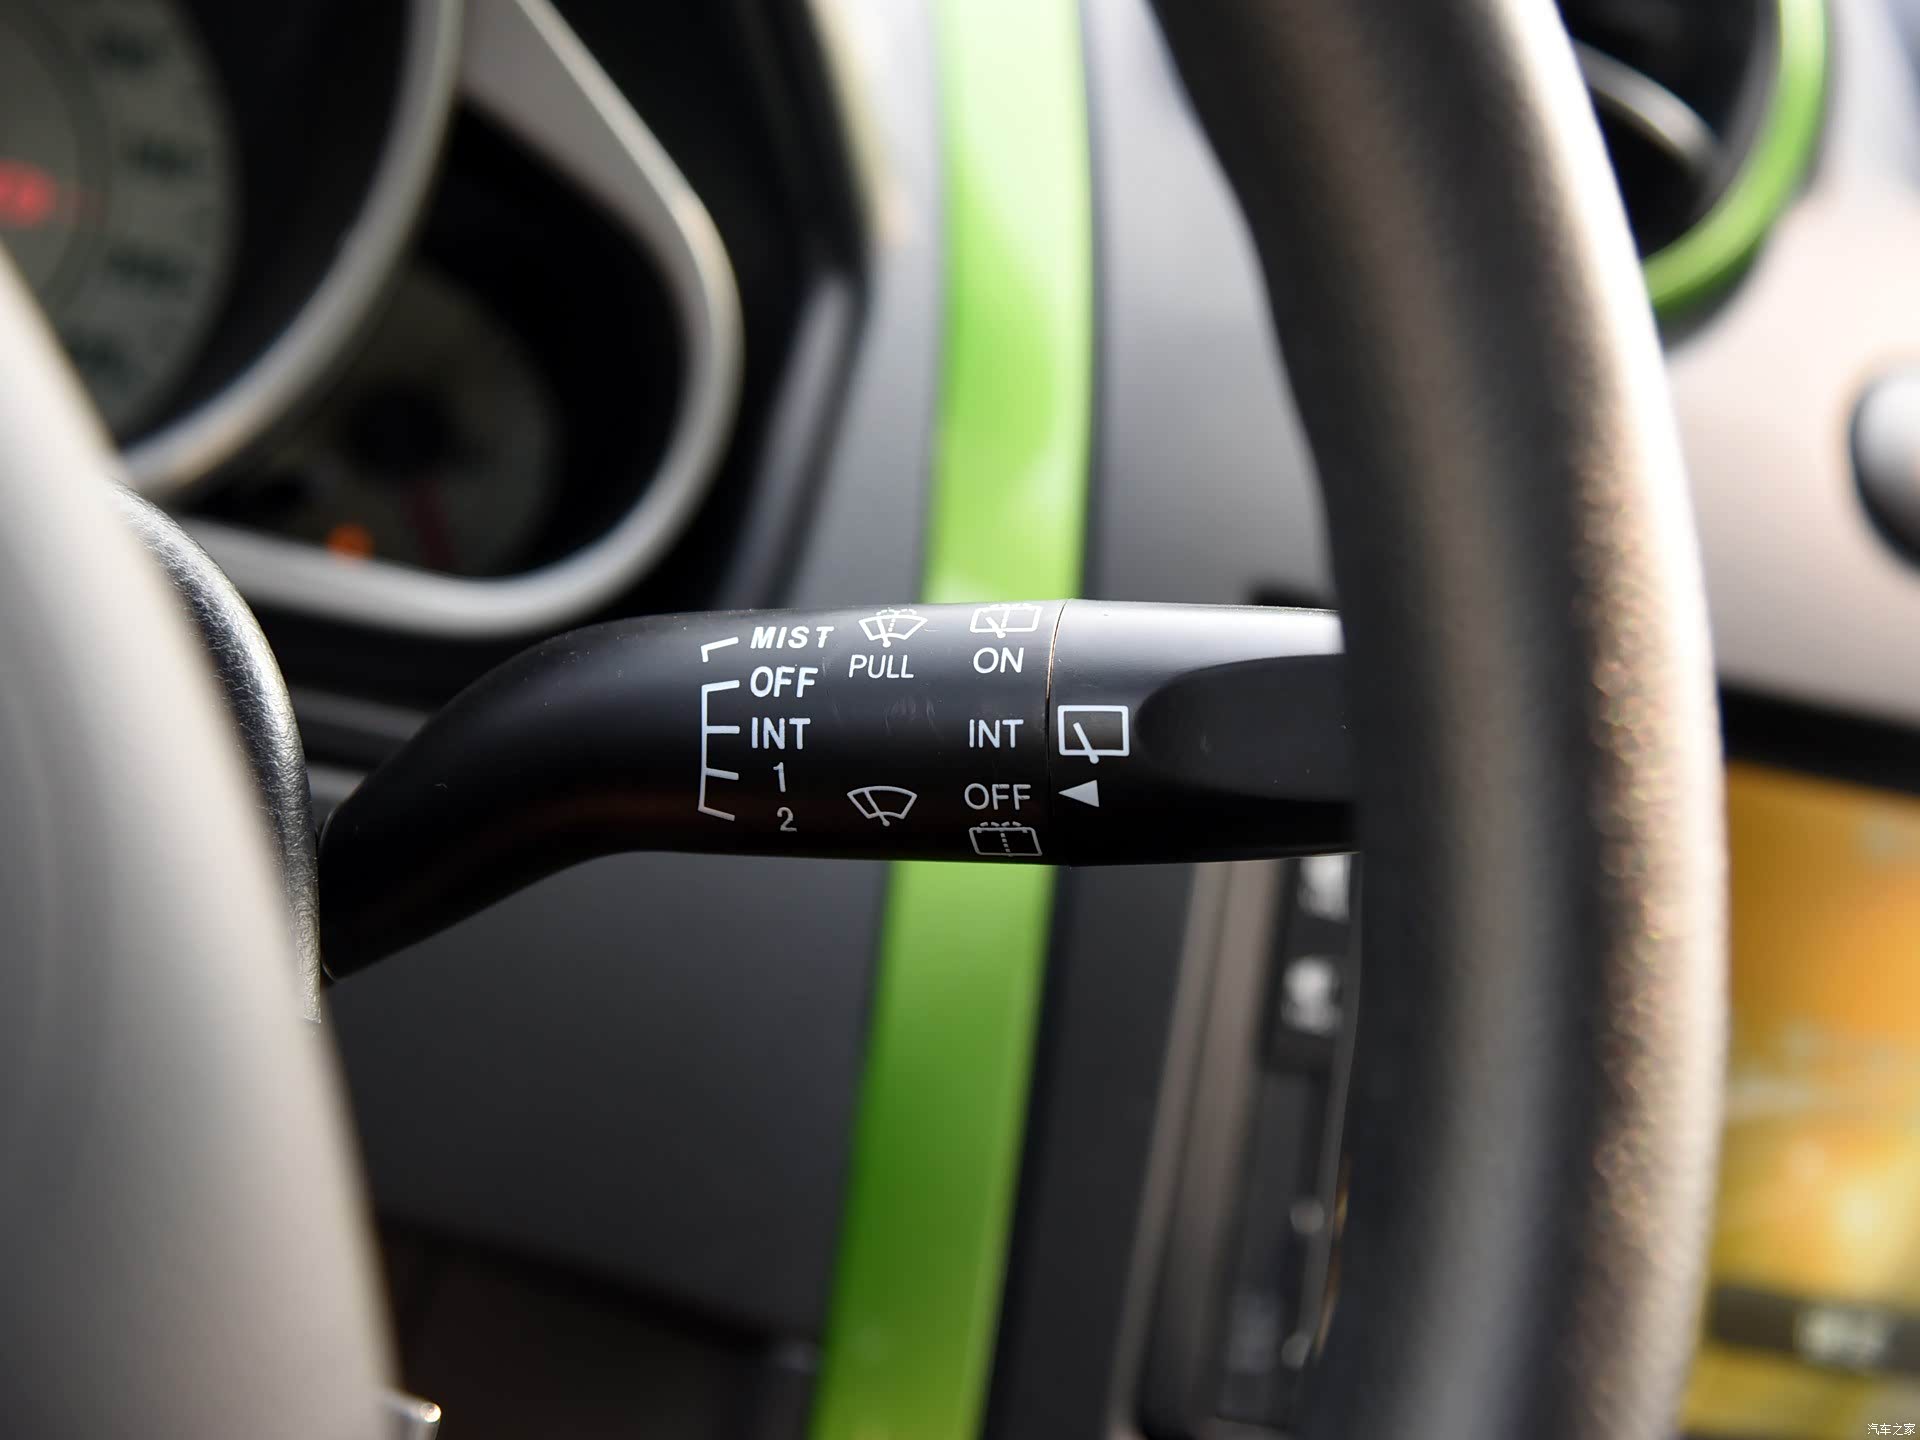 MIST
OFF
INT
1
2
PULL
ON
INT
OFF
汽车之家